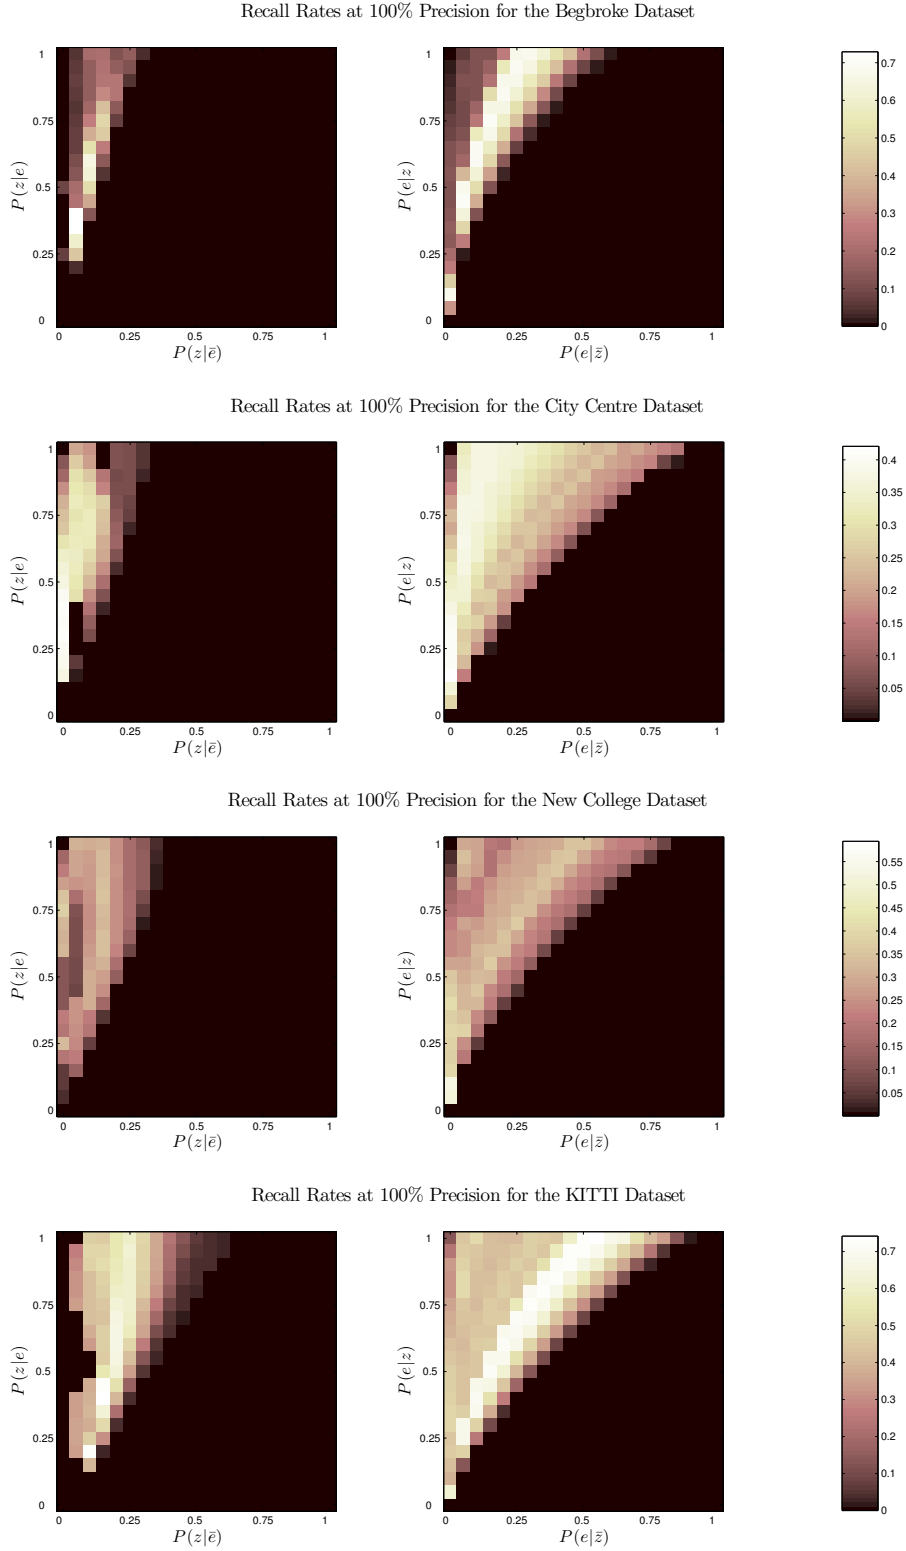 Recall Rates at 100% Precision for the Begbroke Dataset
1
0.75
0.5
0.25
0
P(z|e)
0 0.25 0.5 0.75 1
P(z|ē)
1
0.75
0.5
0.25
0
P(e|z)
0 0.25 0.5 0.75 1
P(e|z̄)
0.7
0.6
0.5
0.4
0.3
0.2
0.1
0
Recall Rates at 100% Precision for the City Centre Dataset
1
0.75
0.5
0.25
0
P(z|e)
0 0.25 0.5 0.75 1
P(z|ē)
1
0.75
0.5
0.25
0
P(e|z)
0 0.25 0.5 0.75 1
P(e|z̄)
0.4
0.35
0.3
0.25
0.2
0.15
0.1
0.05
Recall Rates at 100% Precision for the New College Dataset
1
0.75
0.5
0.25
0
P(z|e)
0 0.25 0.5 0.75 1
P(z|ē)
1
0.75
0.5
0.25
0
P(e|z)
0 0.25 0.5 0.75 1
P(e|z̄)
0.55
0.5
0.45
0.4
0.35
0.3
0.25
0.2
0.15
0.1
0.05
Recall Rates at 100% Precision for the KITTI Dataset
1
0.75
0.5
0.25
0
P(z|e)
0 0.25 0.5 0.75 1
P(z|ē)
1
0.75
0.5
0.25
0
P(e|z)
0 0.25 0.5 0.75 1
P(e|z̄)
0.7
0.6
0.5
0.4
0.3
0.2
0.1
0